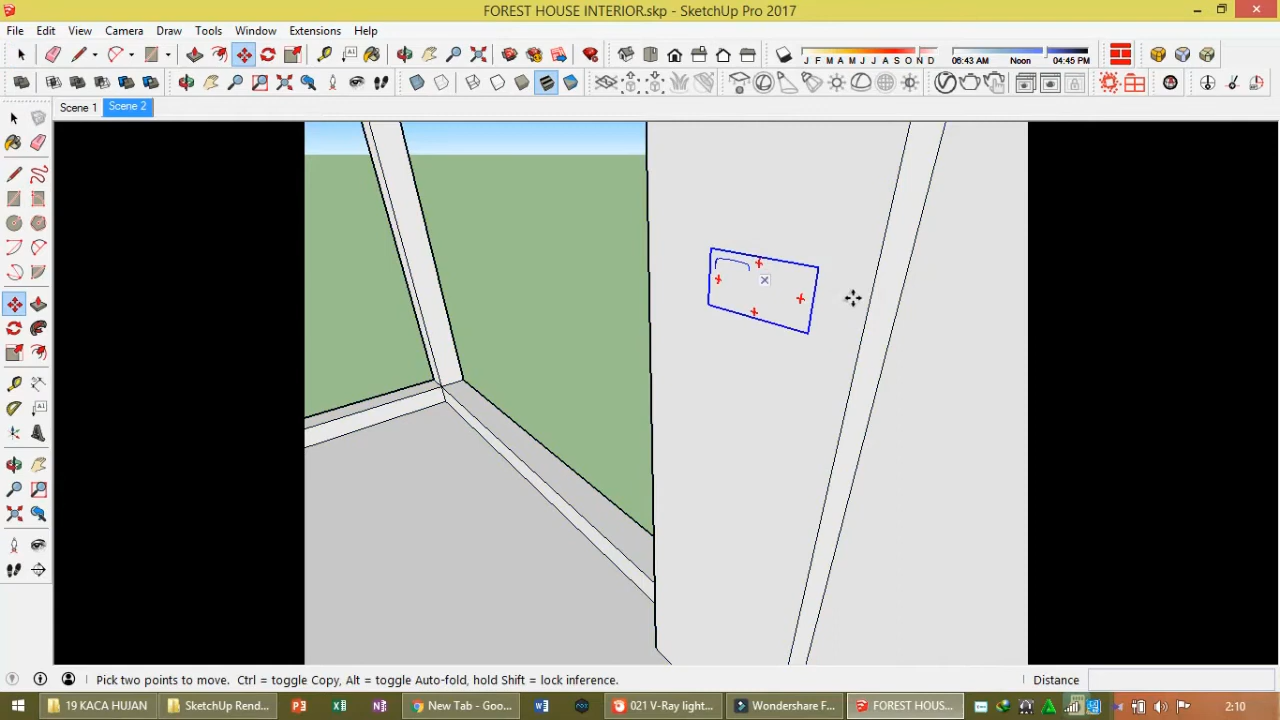 FOREST HOUSE INTERIOR.skp - SketchUp Pro 2017
File Edit View Camera Draw Tools Window Extensions Help
J F M A M J J A S O N D 06:43 AM Noon 04:45 PM
Scene 1 Scene 2
Pick two points to move. Ctrl = toggle Copy, Alt = toggle Auto-fold, hold Shift = lock inference. Distance
19 KACA HUJAN SketchUp Rend... New Tab - Goo... 021 V-Ray light... Wondershare F... FOREST HOUS... 2:10